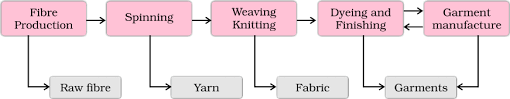 Fibre
Production
Spinning
Weaving
Knitting
Dyeing and
Finishing
Garment
manufacture
Raw fibre
Yarn
Fabric
Garments